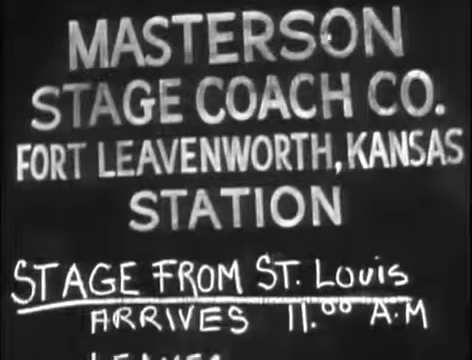 MASTERSON
STAGE COACH CO.
FORT LEAVENWORTH, KANSAS
STATION
STAGE FROM ST. LOUIS
ARRIVES 11.00 A.M